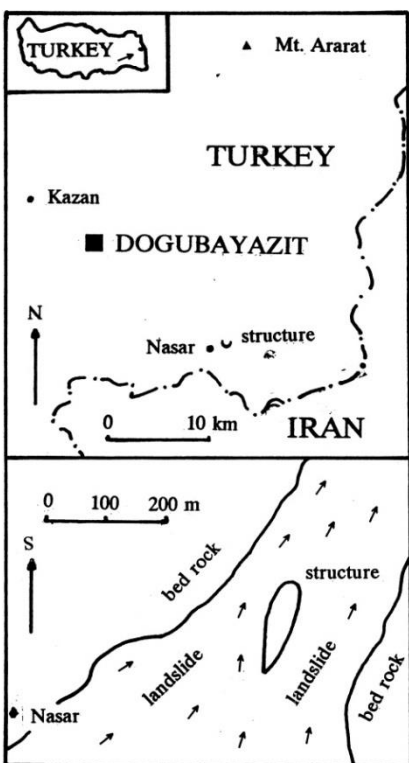 TURKEY
Mt. Ararat
TURKEY
Kazan
DOGUBAYAZIT
N
structure
Nasar
0 10 km
IRAN
0 100 200 m
S
bed rock
structure
landslide
landslide
bed rock
Nasar